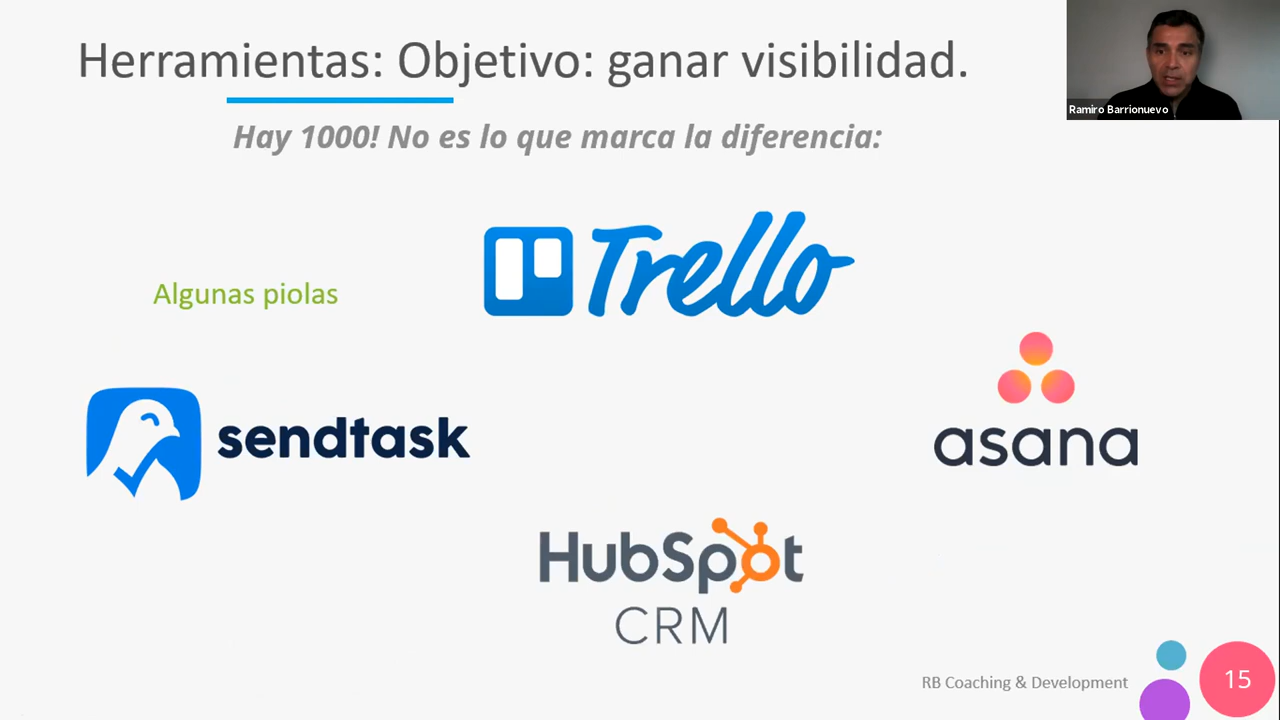 Herramientas: Objetivo: ganar visibilidad.
Ramiro Barrionuevo
Hay 1000! No es lo que marca la diferencia:
Trello
Algunas piolas
sendtask
asana
HubSpot
CRM
RB Coaching & Development
15